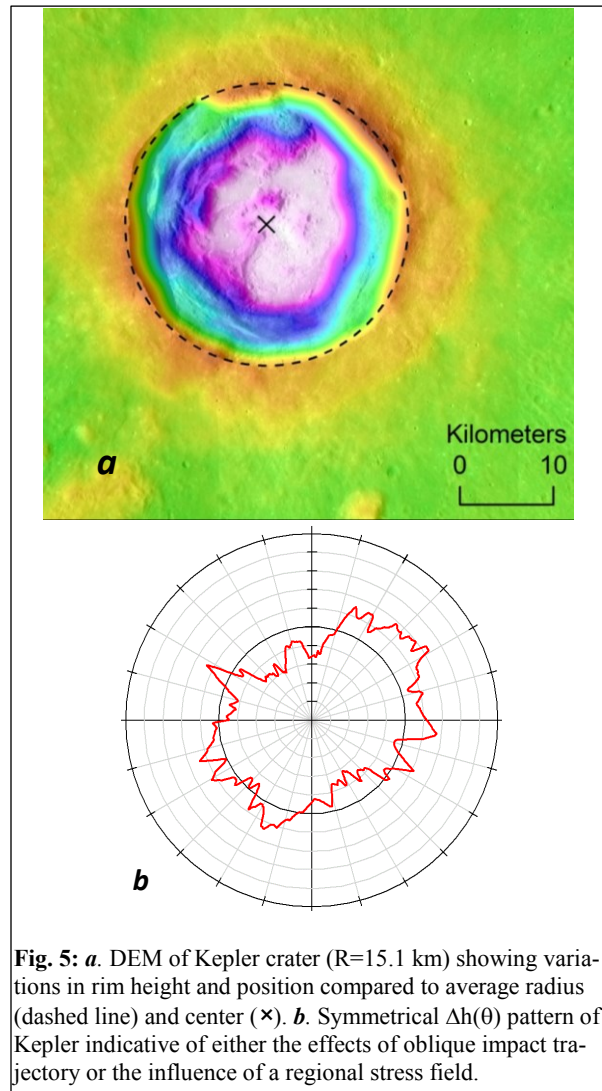 Kilometers
0 10
a
b
Fig. 5: a. DEM of Kepler crater (R=15.1 km) showing varia-
tions in rim height and position compared to average radius
(dashed line) and center (×). b. Symmetrical Δh(θ) pattern of
Kepler indicative of either the effects of oblique impact tra-
jectory or the influence of a regional stress field.